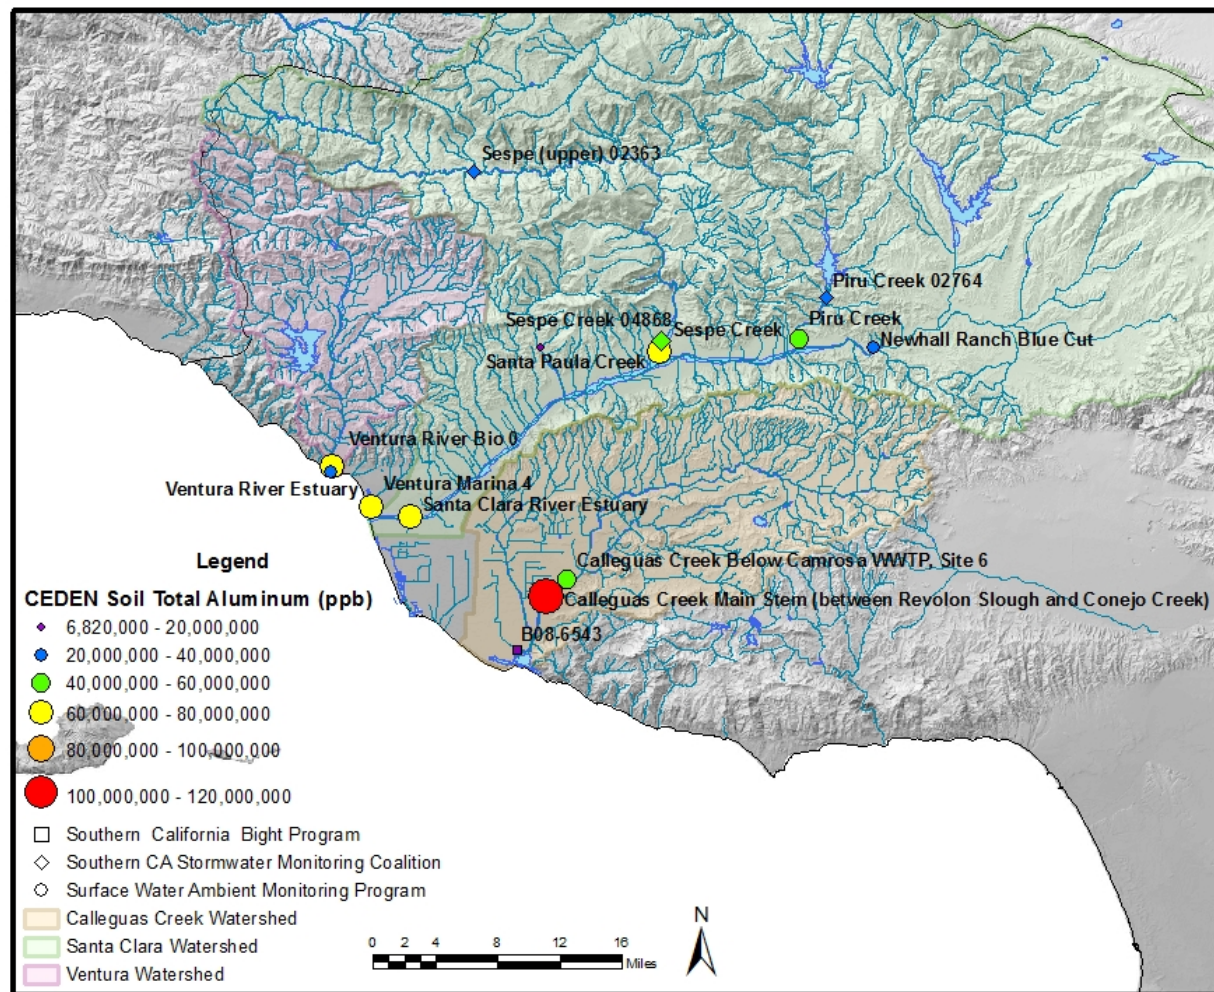 Sespe (upper) 02363
Piru Creek 02764
Sespe Creek 04868
Sespe Creek
Piru Creek
Newhall Ranch Blue Cut
Santa Paula Creek
Ventura River Bio 0
Ventura River Estuary
Ventura Marina 4
Santa Clara River Estuary
Calleguas Creek Below Camrosa WWTP, Site 6
Calleguas Creek Main Stem (between Revolon Slough and Conejo Creek)
B08-6543
Legend
CEDEN Soil Total Aluminum (ppb)
6,820,000 - 20,000,000
20,000,000 - 40,000,000
40,000,000 - 60,000,000
60,000,000 - 80,000,000
80,000,000 - 100,000,000
100,000,000 - 120,000,000
Southern California Bight Program
Southern CA Stormwater Monitoring Coalition
Surface Water Ambient Monitoring Program
Calleguas Creek Watershed
Santa Clara Watershed
Ventura Watershed
0 2 4 8 12 16
Miles
N